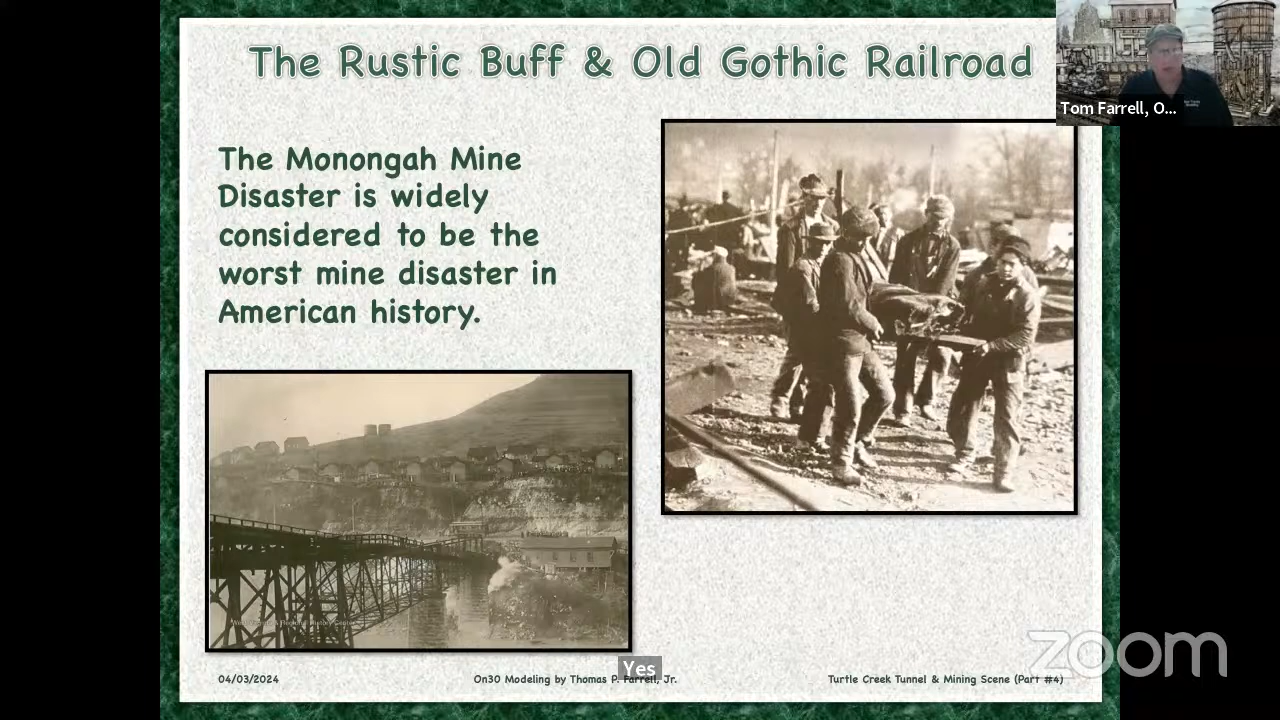 The Rustic Buff & Old Gothic Railroad
Tom Farrell, O...
The Monongah Mine
Disaster is widely
considered to be the
worst mine disaster in
American history.
Yes
zoom
04/03/2024
On30 Modeling by Thomas P. Farrell, Jr.
Turtle Creek Tunnel & Mining Scene (Part #4)